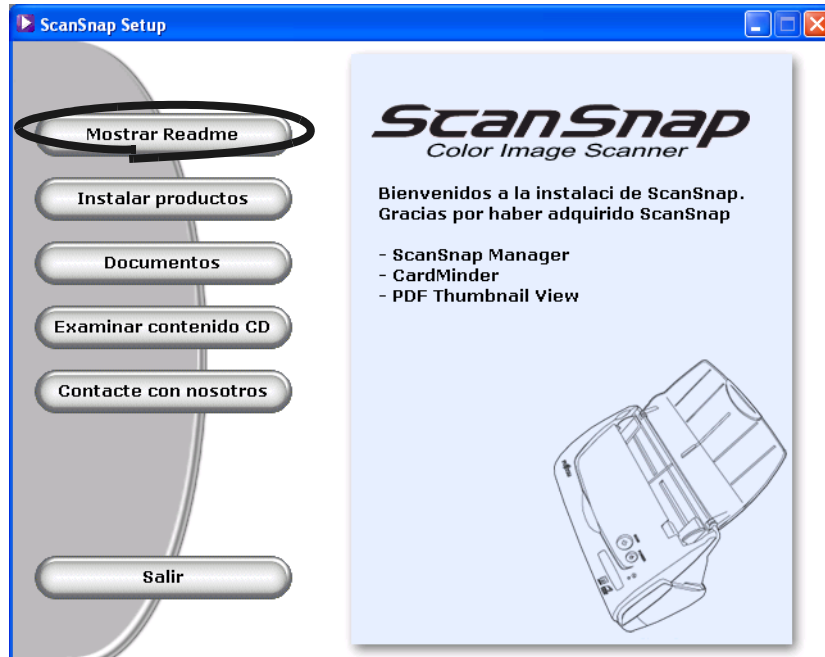 ScanSnap Setup
Mostrar Readme
Instalar productos
Documentos
Examinar contenido CD
Contacte con nosotros
Salir
ScanSnap
Color Image Scanner
Bienvenidos a la instalaci de ScanSnap.
Gracias por haber adquirido ScanSnap
- ScanSnap Manager
- CardMinder
- PDF Thumbnail View